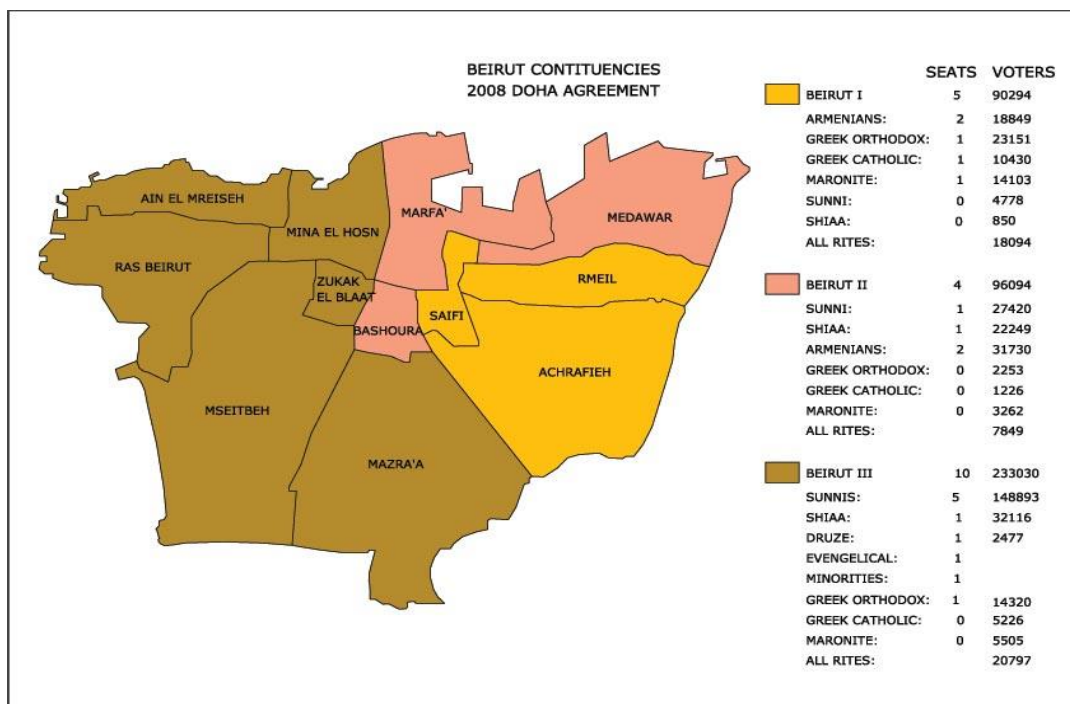 BEIRUT CONTITUENCIES
2008 DOHA AGREEMENT
AIN EL MREISEH
MINA EL HOSN
MARFA'
MEDAWAR
RAS BEIRUT
ZUKAK
EL BLAAT
RMEIL
SAIFI
BASHOURA
ACHRAFIEH
MSEITBEH
MAZRA'A
SEATS VOTERS
BEIRUT I 5 90294
ARMENIANS: 2 18849
GREEK ORTHODOX: 1 23151
GREEK CATHOLIC: 1 10430
MARONITE: 1 14103
SUNNI: 0 4778
SHIAA: 0 850
ALL RITES: 18094
BEIRUT II 4 96094
SUNNI: 1 27420
SHIAA: 1 22249
ARMENIANS: 2 31730
GREEK ORTHODOX: 0 2253
GREEK CATHOLIC: 0 1226
MARONITE: 0 3262
ALL RITES: 7849
BEIRUT III 10 233030
SUNNIS: 5 148893
SHIAA: 1 32116
DRUZE: 1 2477
EVENGELICAL: 1
MINORITIES: 1
GREEK ORTHODOX: 1 14320
GREEK CATHOLIC: 0 5226
MARONITE: 0 5505
ALL RITES: 20797